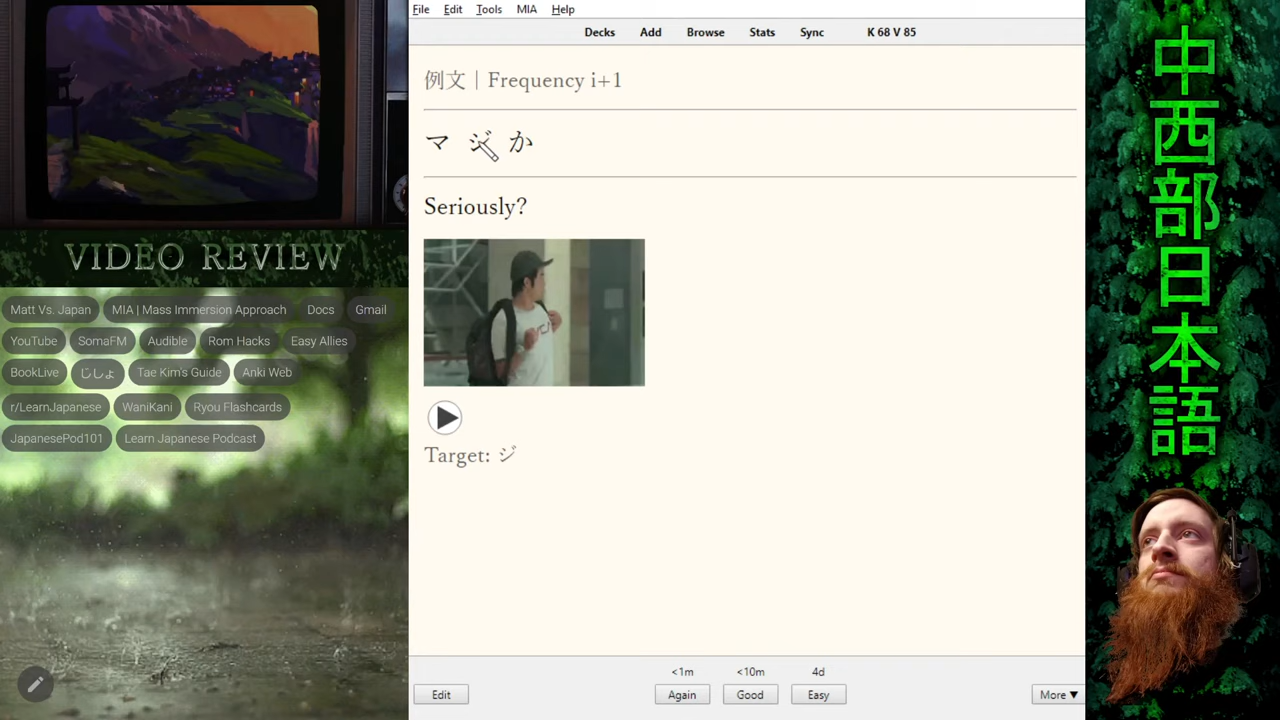 File Edit Tools MIA Help
Decks Add Browse Stats Sync K 68 V 85
例文｜Frequency i+1
マ ジ か
Seriously?
Target: ジ
<1m <10m 4d
Edit Again Good Easy More ▼
VIDEO REVIEW
Matt Vs. Japan MIA | Mass Immersion Approach Docs Gmail
YouTube SomaFM Audible Rom Hacks Easy Allies
BookLive じしょ Tae Kim's Guide Anki Web
r/LearnJapanese WaniKani Ryou Flashcards
JapanesePod101 Learn Japanese Podcast
中西部日本語